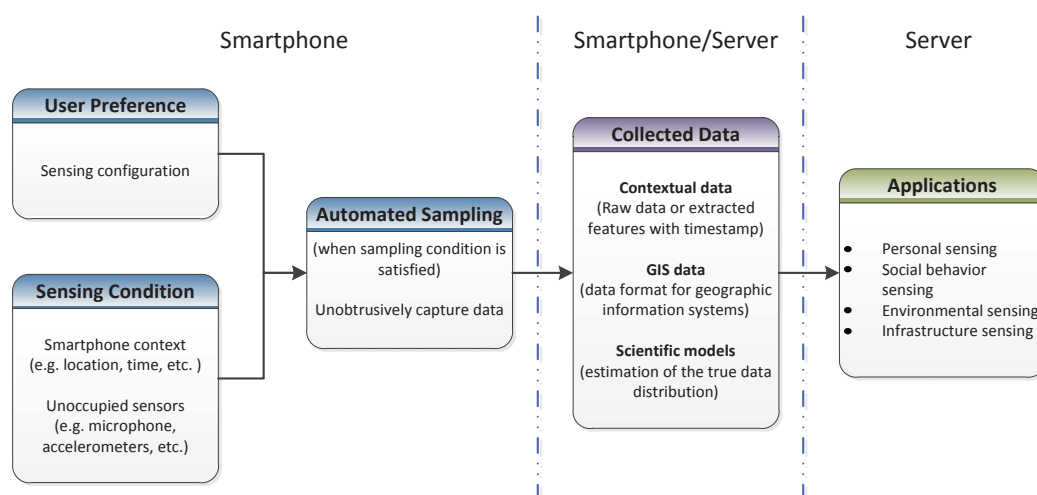 Smartphone
Smartphone/Server
Server
User Preference
Sensing configuration
Sensing Condition
Smartphone context
(e.g. location, time, etc. )
Unoccupied sensors
(e.g. microphone,
accelerometers, etc.)
Automated Sampling
(when sampling condition is
satisfied)
Unobtrusively capture data
Collected Data
Contextual data
(Raw data or extracted
features with timestamp)
GIS data
(data format for geographic
information systems)
Scientific models
(estimation of the true data
distribution)
Applications
• Personal sensing
• Social behavior
sensing
• Environmental sensing
• Infrastructure sensing